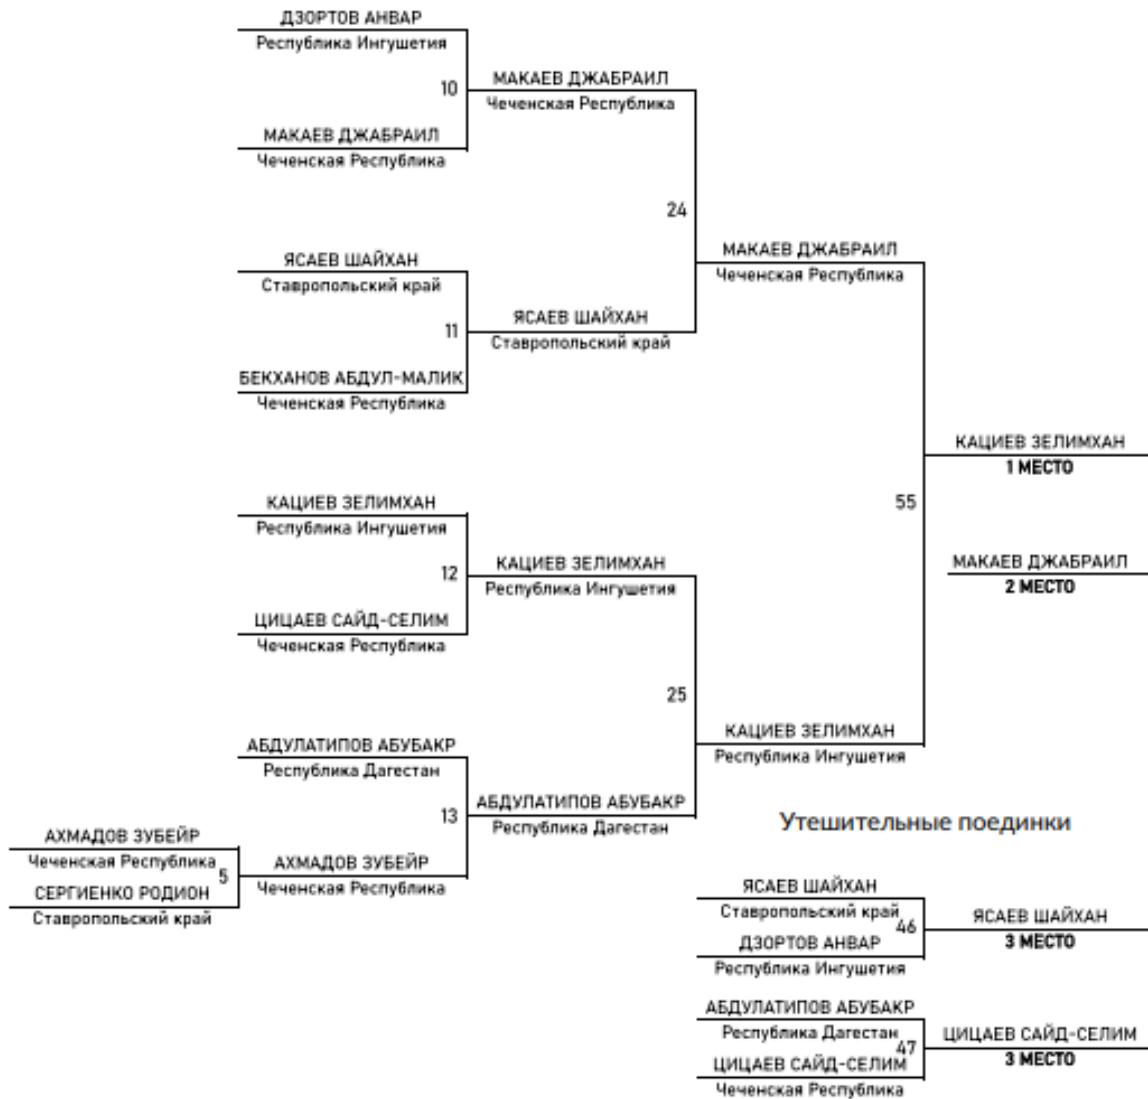 ДЗОРТОВ АНВАР
Республика Ингушетия
10
МАКАЕВ ДЖАБРАИЛ
Чеченская Республика
МАКАЕВ ДЖАБРАИЛ
Чеченская Республика
24
ЯСАЕВ ШАЙХАН
Ставропольский край
МАКАЕВ ДЖАБРАИЛ
Чеченская Республика
11
ЯСАЕВ ШАЙХАН
Ставропольский край
БЕКХАНОВ АБДУЛ-МАЛИК
Чеченская Республика
КАЦИЕВ ЗЕЛИМХАН
1 МЕСТО
55
КАЦИЕВ ЗЕЛИМХАН
Республика Ингушетия
12
КАЦИЕВ ЗЕЛИМХАН
Республика Ингушетия
МАКАЕВ ДЖАБРАИЛ
2 МЕСТО
ЦИЦАЕВ САЙД-СЕЛИМ
Чеченская Республика
25
КАЦИЕВ ЗЕЛИМХАН
Республика Ингушетия
АБДУЛАТИПОВ АБУБАКР
Республика Дагестан
13
АБДУЛАТИПОВ АБУБАКР
Республика Дагестан
АХМАДОВ ЗУБЕЙР
Чеченская Республика
5
АХМАДОВ ЗУБЕЙР
Чеченская Республика
СЕРГИЕНКО РОДИОН
Ставропольский край
Утешительные поединки
ЯСАЕВ ШАЙХАН
Ставропольский край
46
ЯСАЕВ ШАЙХАН
3 МЕСТО
ДЗОРТОВ АНВАР
Республика Ингушетия
АБДУЛАТИПОВ АБУБАКР
Республика Дагестан
47
ЦИЦАЕВ САЙД-СЕЛИМ
3 МЕСТО
ЦИЦАЕВ САЙД-СЕЛИМ
Чеченская Республика